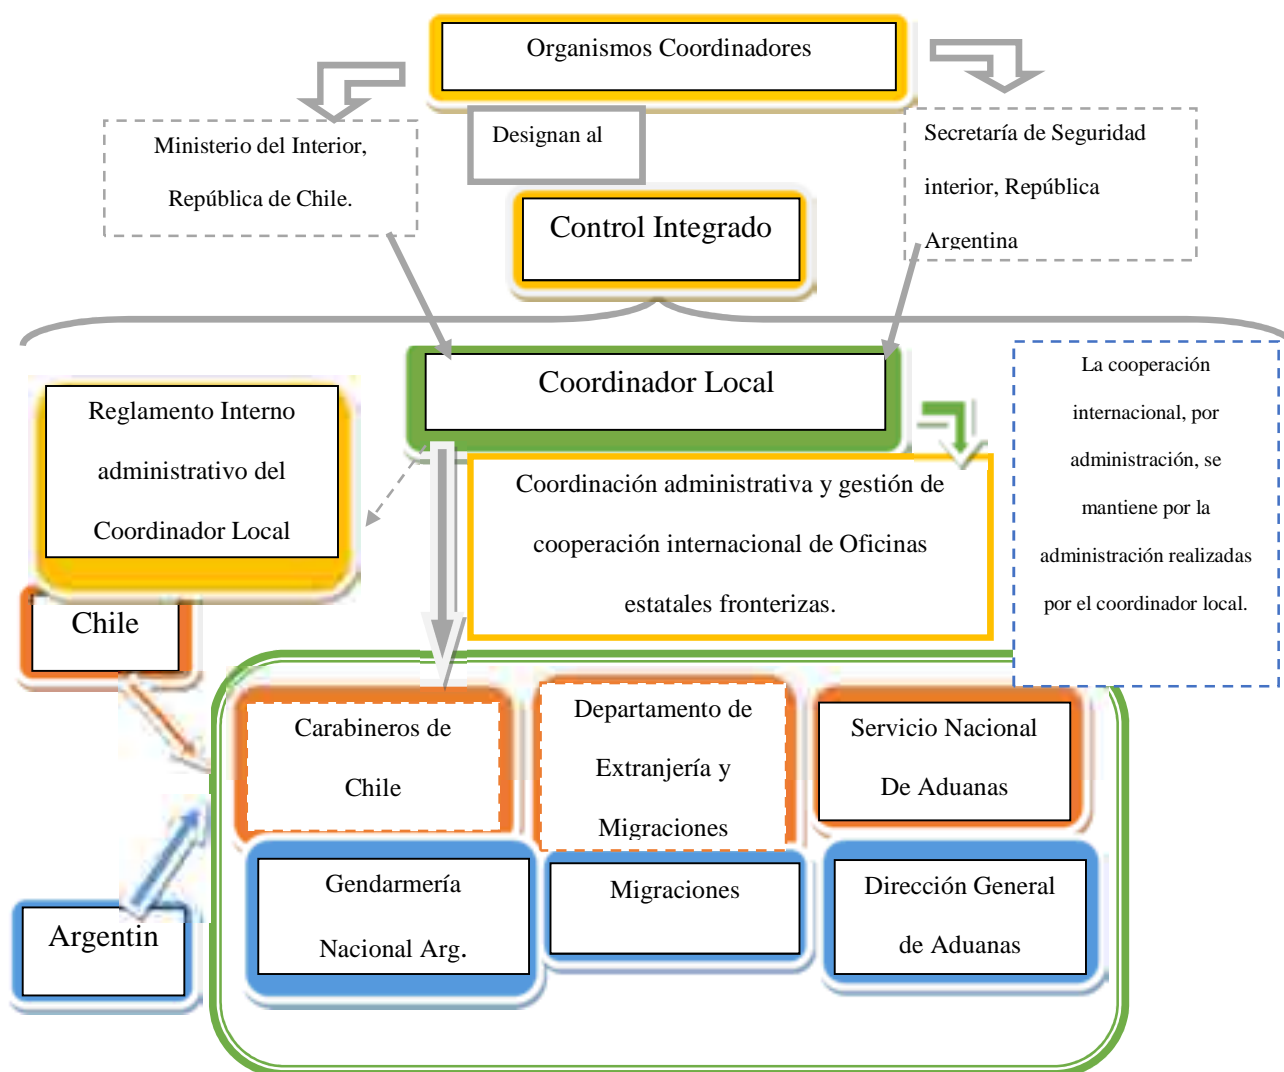 Organismos Coordinadores
Ministerio del Interior,
República de Chile.
Designan al
Secretaría de Seguridad
interior, República
Argentina
Control Integrado
Coordinador Local
Reglamento Interno
administrativo del
Coordinador Local
Coordinación administrativa y gestión de
cooperación internacional de Oficinas
estatales fronterizas.
La cooperación
internacional, por
administración, se
mantiene por la
administración realizadas
por el coordinador local.
Chile
Carabineros de
Chile
Departamento de
Extranjería y
Migraciones
Servicio Nacional
De Aduanas
Argentin
Gendarmería
Nacional Arg.
Migraciones
Dirección General
de Aduanas